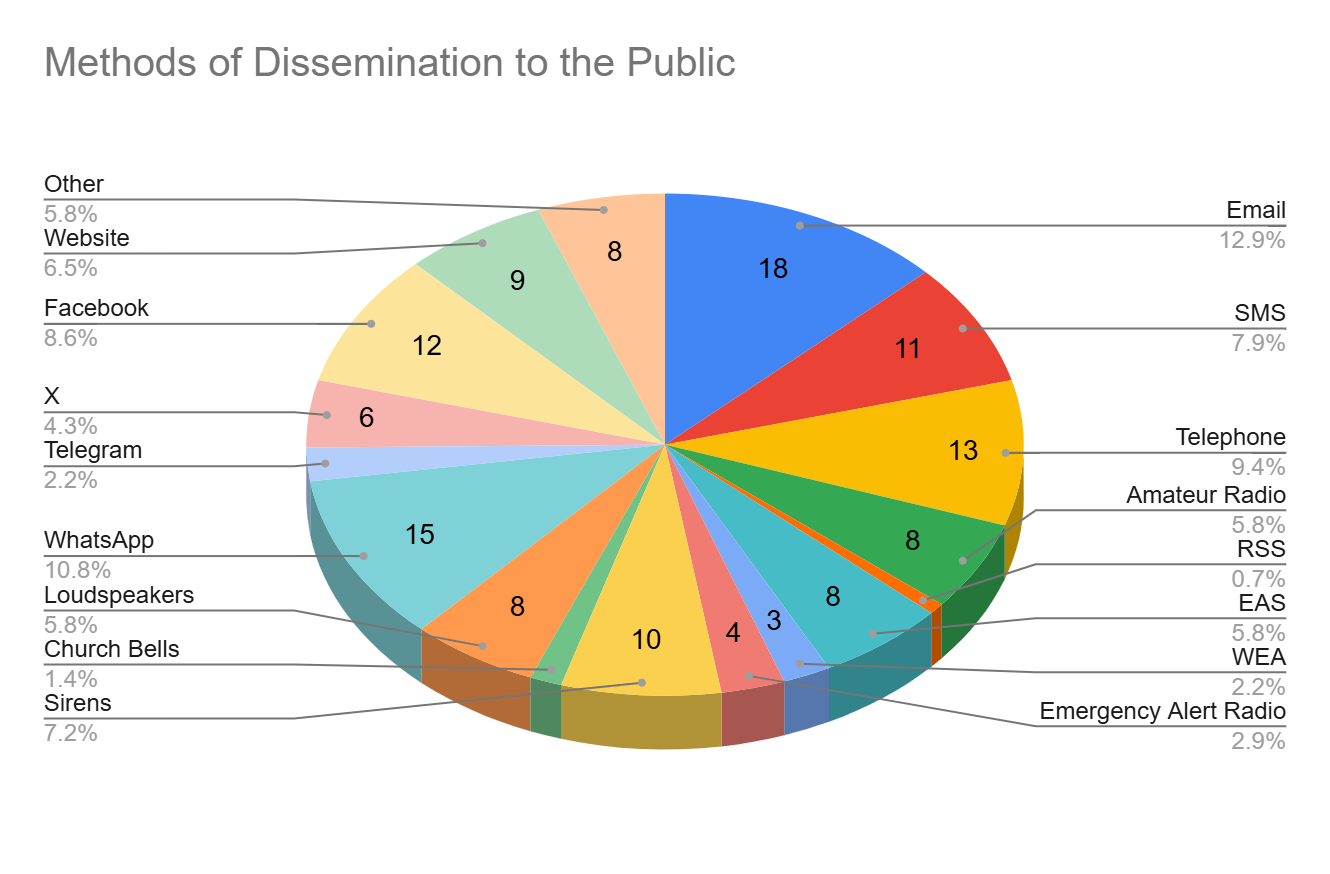 Methods of Dissemination to the Public
Other
5.8%
Website
6.5%
Facebook
8.6%
X
4.3%
Telegram
2.2%
WhatsApp
10.8%
Loudspeakers
5.8%
Church Bells
1.4%
Sirens
7.2%
8
9
12
6
15
8
10
4
3
8
8
13
11
18
Email
12.9%
SMS
7.9%
Telephone
9.4%
Amateur Radio
5.8%
RSS
0.7%
EAS
5.8%
WEA
2.2%
Emergency Alert Radio
2.9%